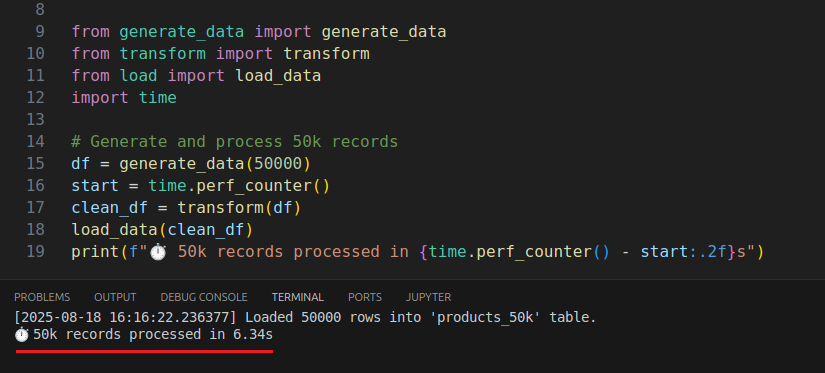 8
9 from generate_data import generate_data
10 from transform import transform
11 from load import load_data
12 import time
13
14 # Generate and process 50k records
15 df = generate_data(50000)
16 start = time.perf_counter()
17 clean_df = transform(df)
18 load_data(clean_df)
19 print(f"⏱️ 50k records processed in {time.perf_counter() - start:.2f}s")
PROBLEMS OUTPUT DEBUG CONSOLE TERMINAL PORTS JUPYTER
[2025-08-18 16:16:22.236377] Loaded 50000 rows into 'products_50k' table.
⏱️ 50k records processed in 6.34s